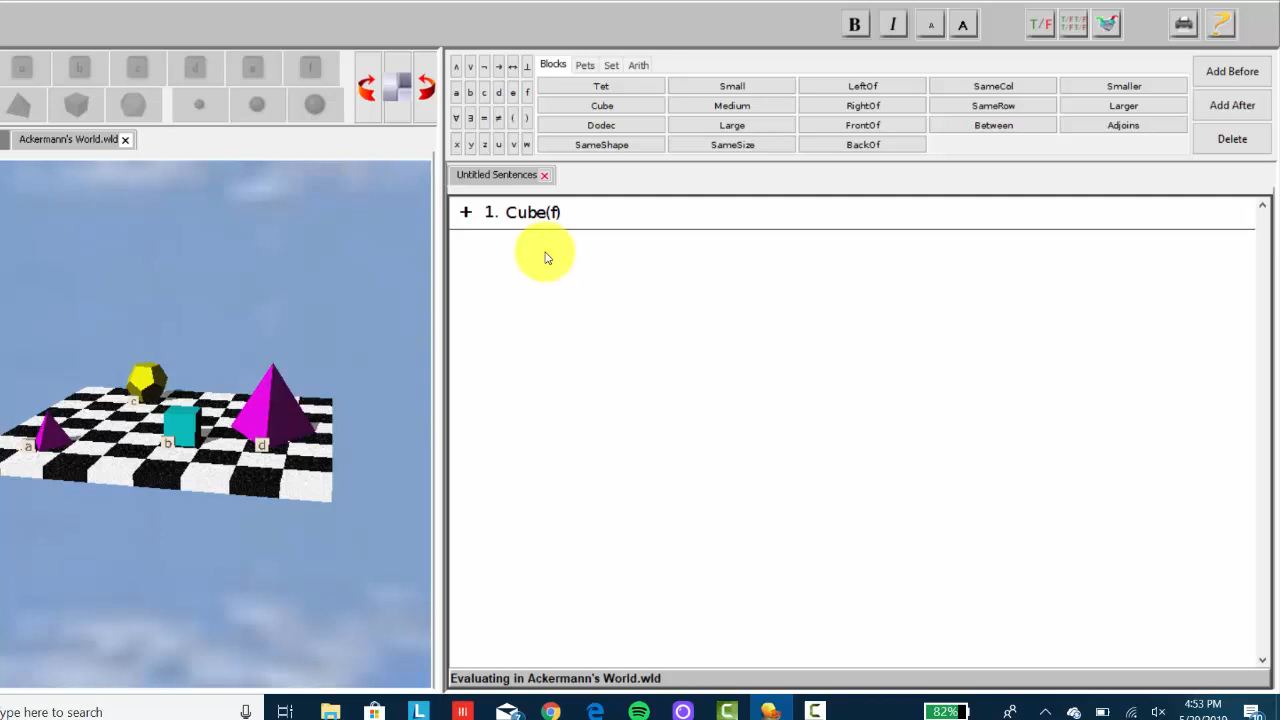 B I A A T/F T/F T/F T/F T/F
a b c d e f
Ackermann's World.wld
∧ ∨ ¬ → ↔ ⊥
a b c d e f
∀ ∃ = ≠ ( )
x y z u v w
Blocks Pets Set Arith
Tet Small LeftOf SameCol Smaller
Cube Medium RightOf SameRow Larger
Dodec Large FrontOf Between Adjoins
SameShape SameSize BackOf
Add Before
Add After
Delete
Untitled Sentences
+ 1. Cube(f)
c
a b d
Evaluating in Ackermann's World.wld
ype here to search
82%
4:53 PM